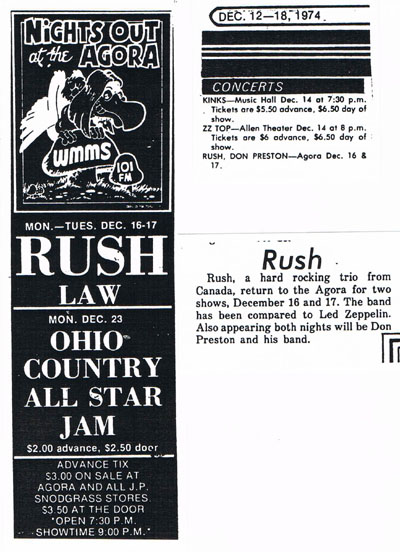 NiGHTS OUT
at the AGORA
WMMS
101
FM
MON.—TUES. DEC. 16-17
RUSH
LAW
MON. DEC. 23
OHIO
COUNTRY
ALL STAR
JAM
$2.00 advance, $2.50 door
ADVANCE TIX
$3.00 ON SALE AT
AGORA AND ALL J.P.
SNODGRASS STORES.
$3.50 AT THE DOOR
*OPEN 7:30 P.M.
SHOWTIME 9:00 P.M.*
DEC. 12—18, 1974
CONCERTS
KINKS—Music Hall Dec. 14 at 7:30 p.m.
Tickets are $5.50 advance, $6.50 day of
show.
ZZ TOP—Allen Theater Dec. 14 at 8 p.m.
Tickets are $6 advance, $6.50 day of
show.
RUSH, DON PRESTON—Agora Dec. 16 &
17.
Rush
Rush, a hard rocking trio from
Canada, return to the Agora for two
shows, December 16 and 17. The band
has been compared to Led Zeppelin.
Also appearing both nights will be Don
Preston and his band.